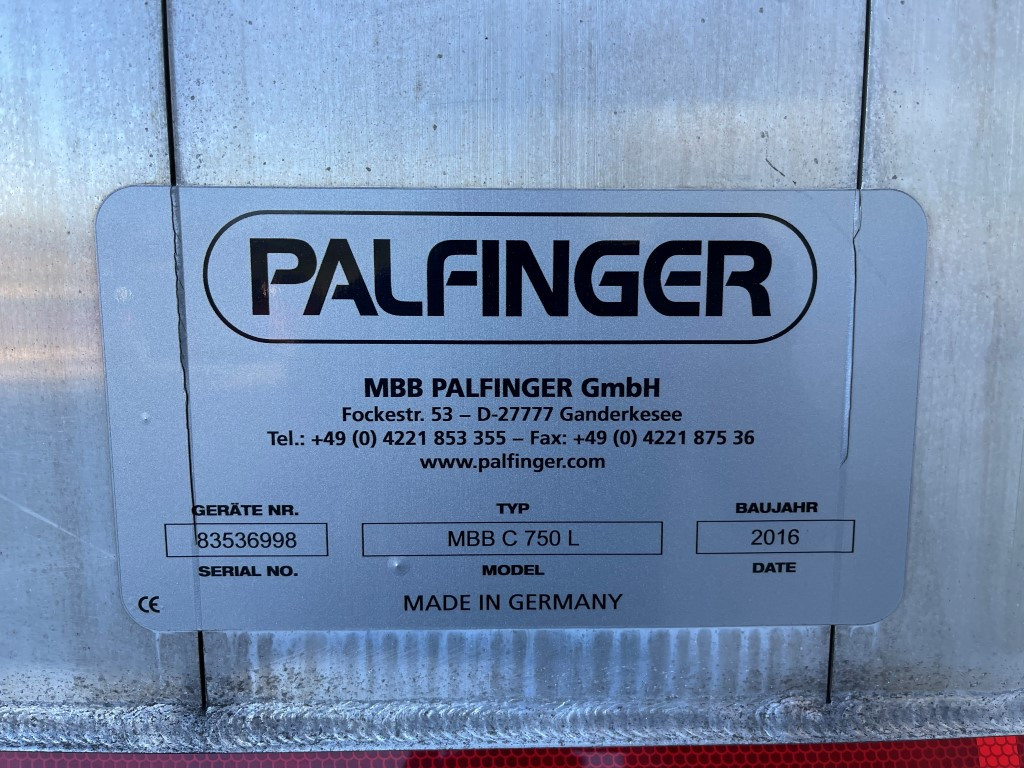 PALFINGER
MBB PALFINGER GmbH
Fockestr. 53 – D-27777 Ganderkesee
Tel.: +49 (0) 4221 853 355 – Fax: +49 (0) 4221 875 36
www.palfinger.com
GERÄTE NR. TYP BAUJAHR
83536998 MBB C 750 L 2016
SERIAL NO. MODEL DATE
CE MADE IN GERMANY